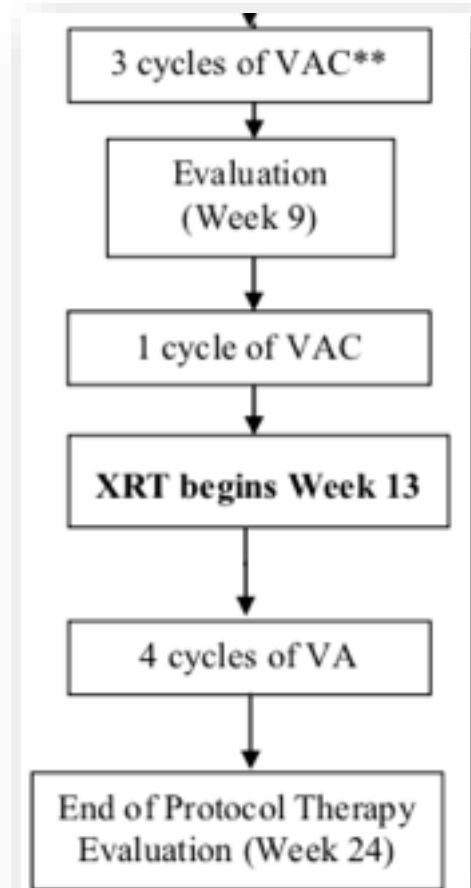 3 cycles of VAC**
Evaluation
(Week 9)
1 cycle of VAC
XRT begins Week 13
4 cycles of VA
End of Protocol Therapy
Evaluation (Week 24)